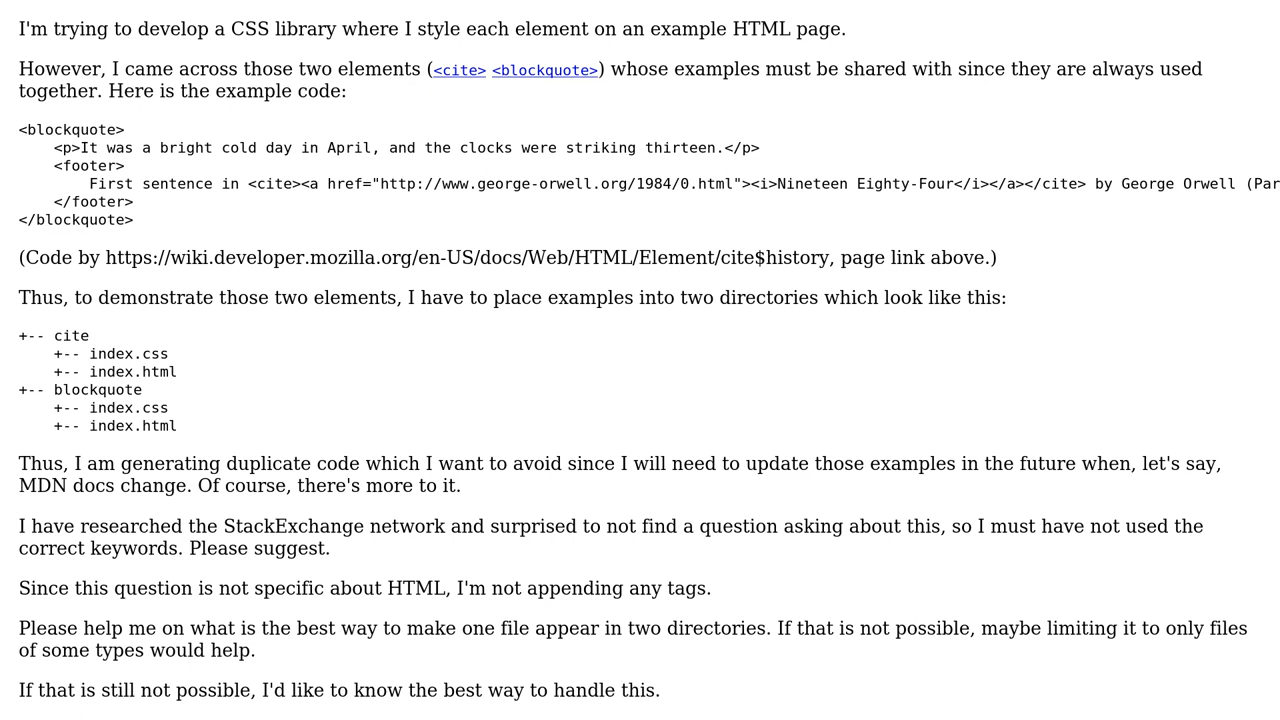 I'm trying to develop a CSS library where I style each element on an example HTML page.
However, I came across those two elements (<cite> <blockquote>) whose examples must be shared with since they are always used
together. Here is the example code:
<blockquote>
    <p>It was a bright cold day in April, and the clocks were striking thirteen.</p>
    <footer>
        First sentence in <cite><a href="http://www.george-orwell.org/1984/0.html"><i>Nineteen Eighty-Four</i></a></cite> by George Orwell (Par
    </footer>
</blockquote>
(Code by https://wiki.developer.mozilla.org/en-US/docs/Web/HTML/Element/cite$history, page link above.)
Thus, to demonstrate those two elements, I have to place examples into two directories which look like this:
+-- cite
    +-- index.css
    +-- index.html
+-- blockquote
    +-- index.css
    +-- index.html
Thus, I am generating duplicate code which I want to avoid since I will need to update those examples in the future when, let's say,
MDN docs change. Of course, there's more to it.
I have researched the StackExchange network and surprised to not find a question asking about this, so I must have not used the
correct keywords. Please suggest.
Since this question is not specific about HTML, I'm not appending any tags.
Please help me on what is the best way to make one file appear in two directories. If that is not possible, maybe limiting it to only files
of some types would help.
If that is still not possible, I'd like to know the best way to handle this.